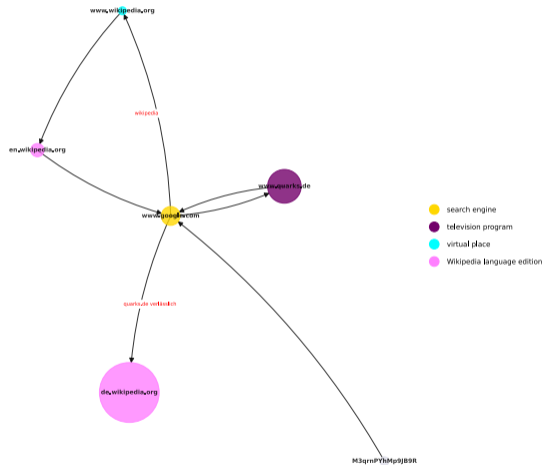 www.wikipedia.org
wikipedia
en.wikipedia.org
www.quarks.de
www.google.com
search engine
television program
virtual place
Wikipedia language edition
quarks.de verlässlich
de.wikipedia.org
M3qrnPYhMp9JB9R